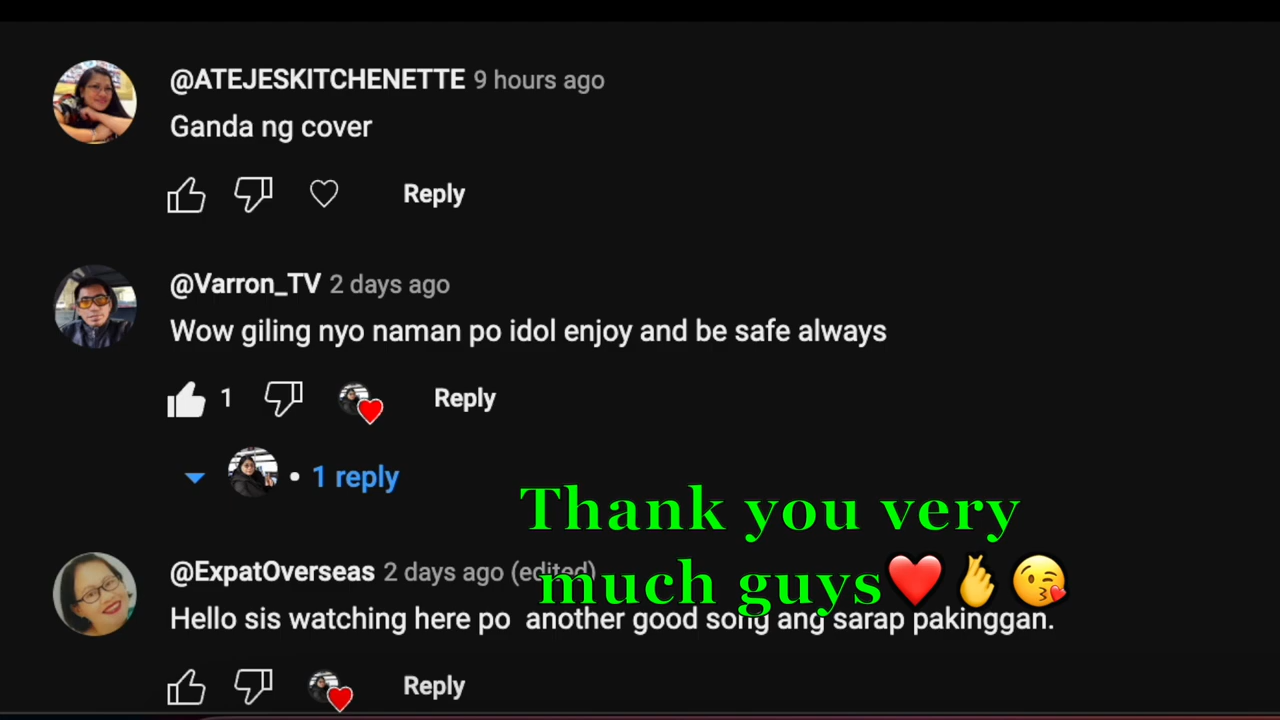 @ATEJESKITCHENETTE 9 hours ago
Ganda ng cover
Reply
@Varron_TV 2 days ago
Wow giling nyo naman po idol enjoy and be safe always
1 Reply
• 1 reply
Thank you very
much guys❤️🫰😘
@ExpatOverseas 2 days ago (edited)
Hello sis watching here po another good song ang sarap pakinggan.
Reply